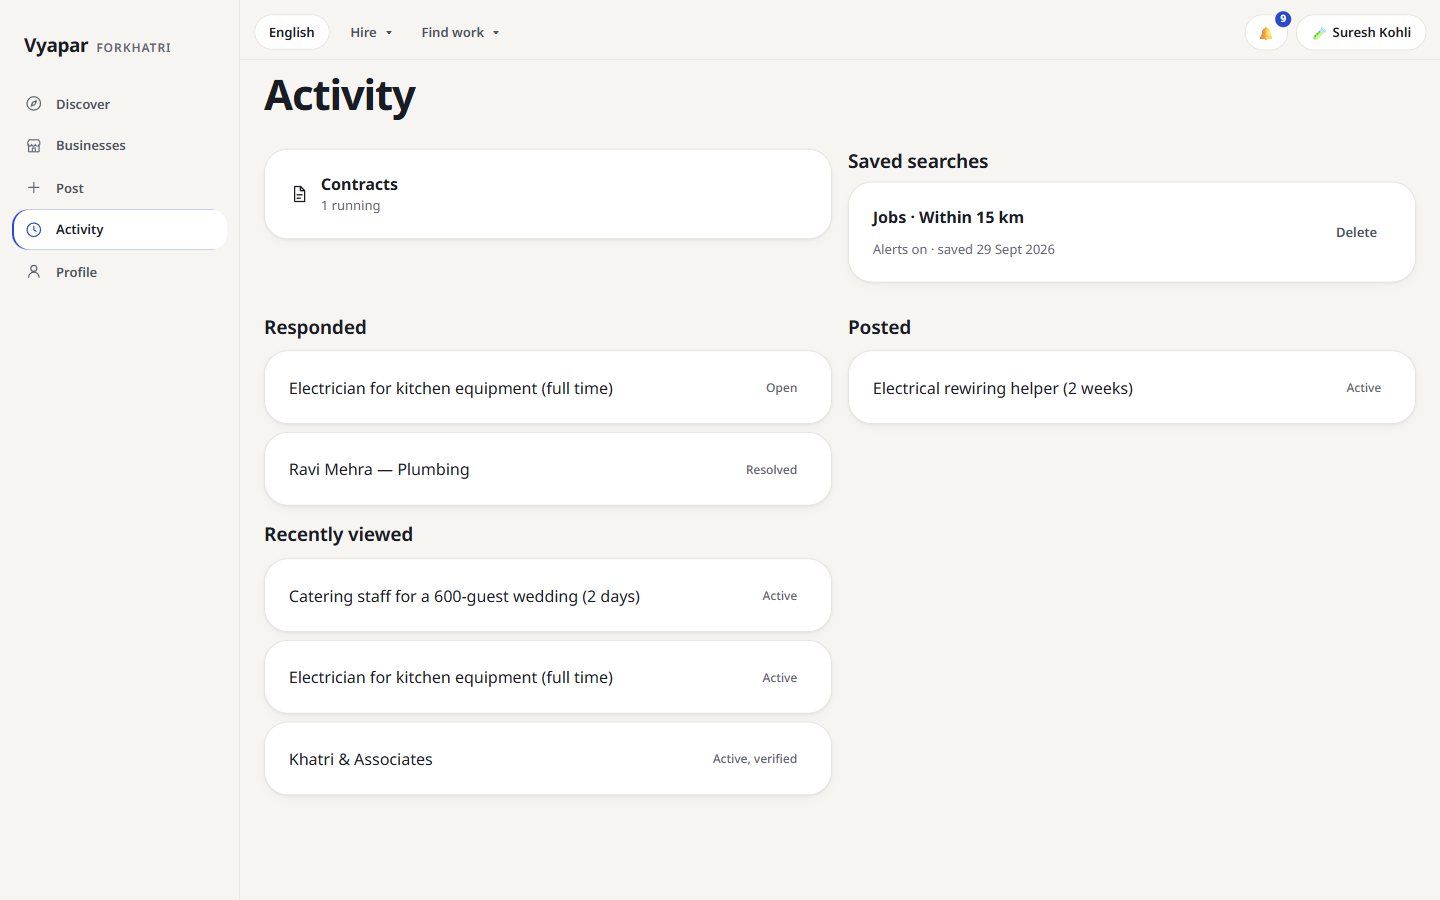 Vyapar FORKHATRI
Discover
Businesses
Post
Activity
Profile
English
Hire
Find work
9
Suresh Kohli
Activity
Contracts
1 running
Saved searches
Jobs · Within 15 km
Alerts on · saved 29 Sept 2026
Delete
Responded
Electrician for kitchen equipment (full time)
Open
Ravi Mehra — Plumbing
Resolved
Posted
Electrical rewiring helper (2 weeks)
Active
Recently viewed
Catering staff for a 600-guest wedding (2 days)
Active
Electrician for kitchen equipment (full time)
Active
Khatri & Associates
Active, verified